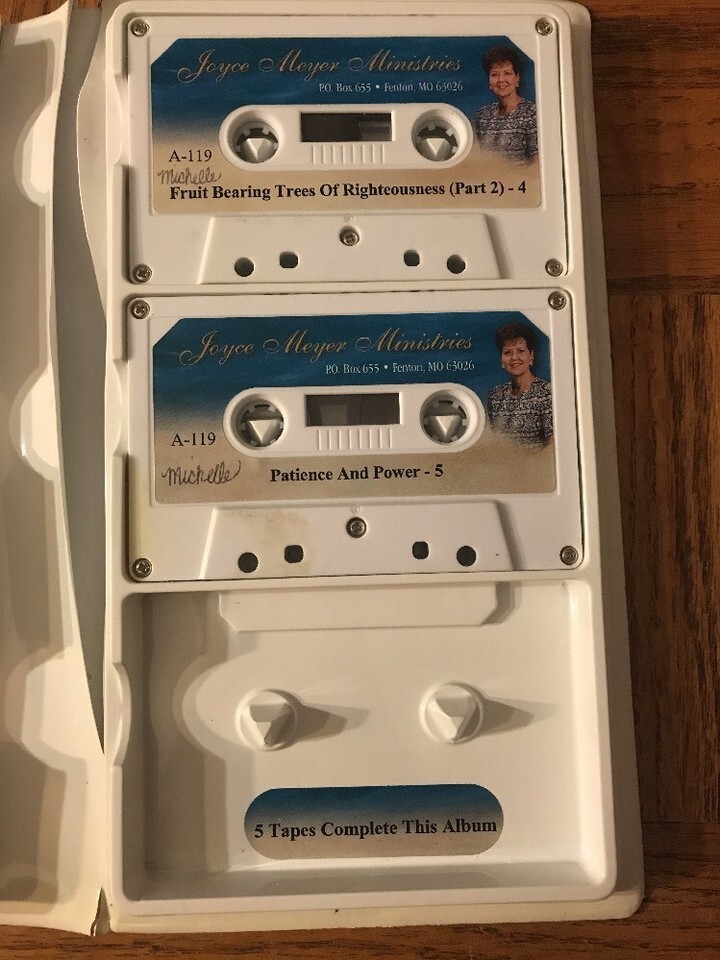 Joyce Meyer Ministries
P.O. Box 655 • Fenton, MO 63026
A-119
Michelle
Fruit Bearing Trees Of Righteousness (Part 2) - 4
Joyce Meyer Ministries
P.O. Box 655 • Fenton, MO 63026
A-119
Michelle
Patience And Power - 5
5 Tapes Complete This Album